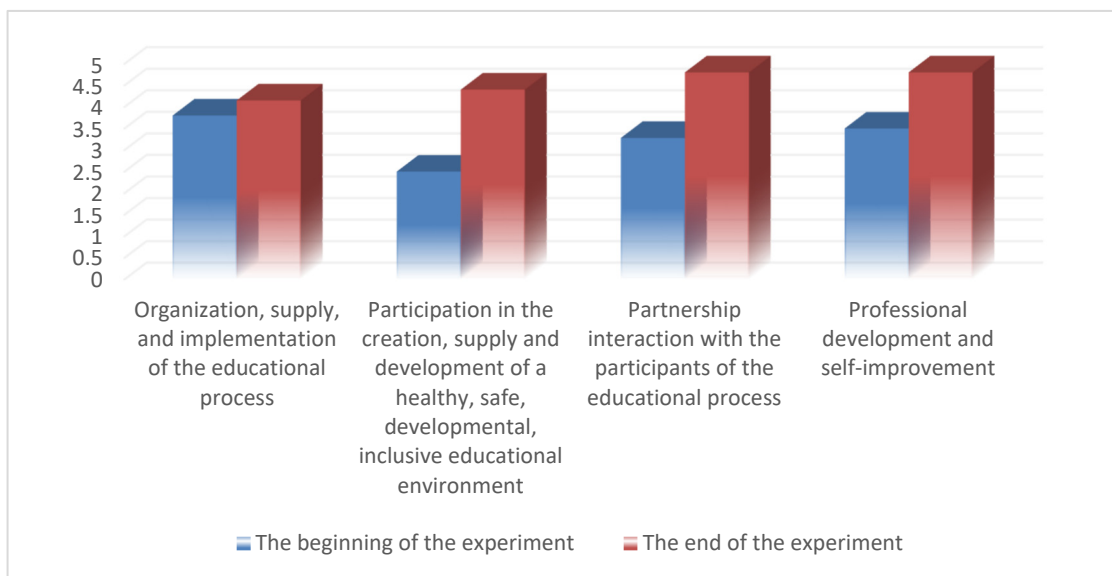 5
4.5
4
3.5
3
2.5
2
1.5
1
0.5
0
Organization, supply,
and implementation
of the educational
process
Participation in the
creation, supply and
development of a
healthy, safe,
developmental,
inclusive educational
environment
Partnership
interaction with the
participants of the
educational process
Professional
development and
self-improvement
The beginning of the experiment
The end of the experiment